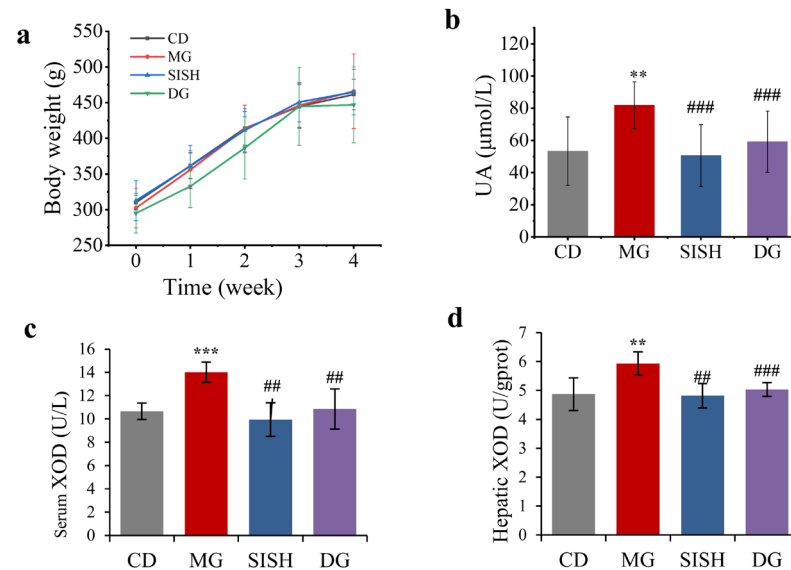 a
CD
MG
SISH
DG
Body weight (g)
500
450
400
350
300
250
0 1 2 3 4
Time (week)
b
UA (μmol/L)
120
100
80
60
40
20
0
**
###
###
CD MG SISH DG
c
Serum XOD (U/L)
16
14
12
10
8
6
4
2
0
***
##
##
CD MG SISH DG
d
Hepatic XOD (U/gprot)
7
6
5
4
3
2
1
0
**
##
###
CD MG SISH DG